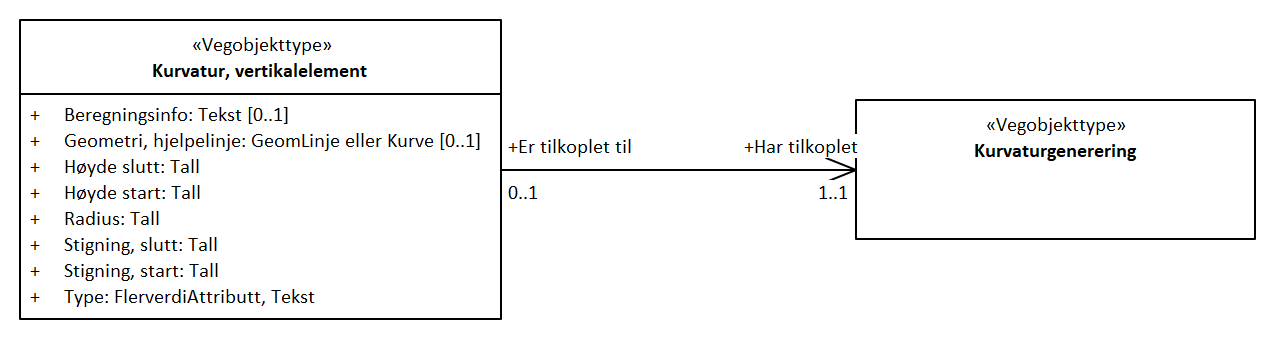 «Vegobjekttype»
Kurvatur, vertikalelement
+ Beregningsinfo: Tekst [0..1]
+ Geometri, hjelpelinje: GeomLinje eller Kurve [0..1]
+ Høyde slutt: Tall
+ Høyde start: Tall
+ Radius: Tall
+ Stigning, slutt: Tall
+ Stigning, start: Tall
+ Type: FlerverdiAttributt, Tekst
+Er tilkoplet til
+Har tilkoplet
0..1
1..1
«Vegobjekttype»
Kurvaturgenerering